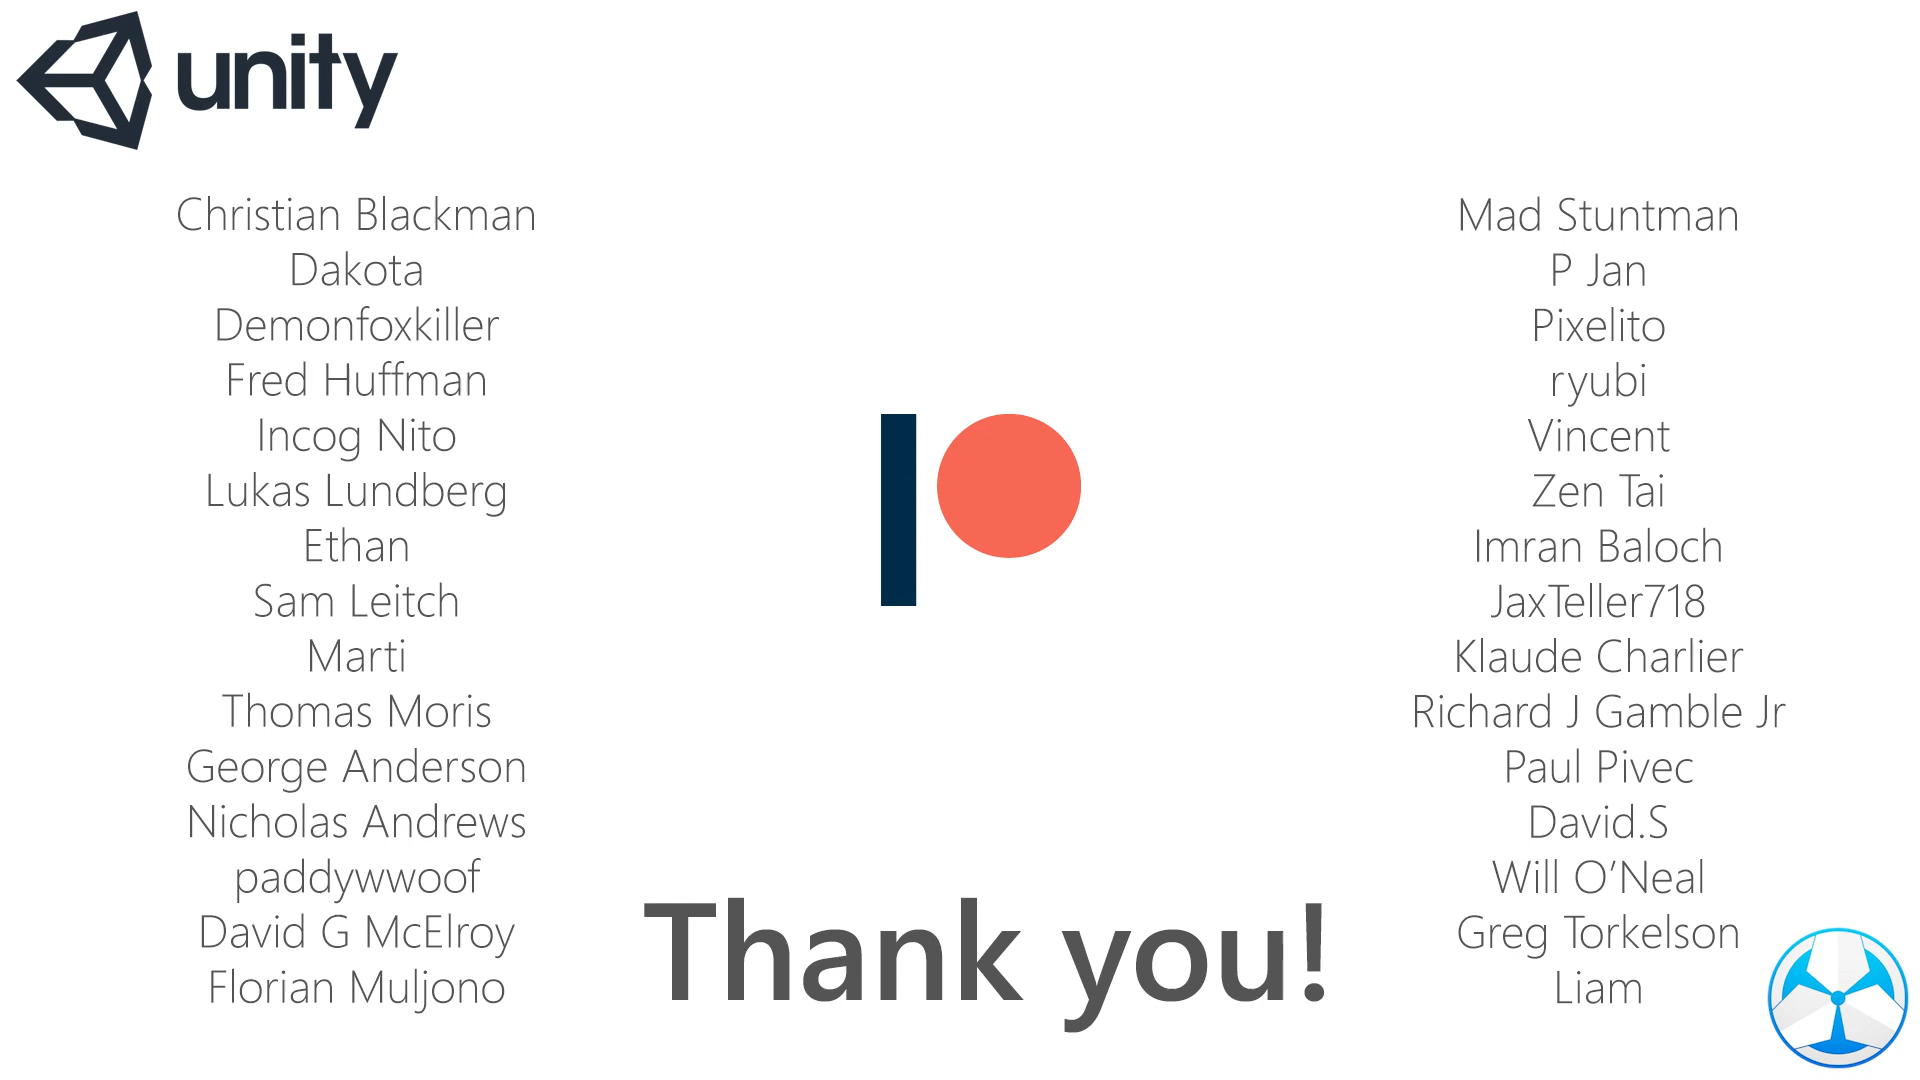 unity
Christian Blackman
Dakota
Demonfoxkiller
Fred Huffman
Incog Nito
Lukas Lundberg
Ethan
Sam Leitch
Marti
Thomas Moris
George Anderson
Nicholas Andrews
paddywwoof
David G McElroy
Florian Muljono
Mad Stuntman
P Jan
Pixelito
ryubi
Vincent
Zen Tai
Imran Baloch
JaxTeller718
Klaude Charlier
Richard J Gamble Jr
Paul Pivec
David.S
Will O’Neal
Greg Torkelson
Liam
Thank you!